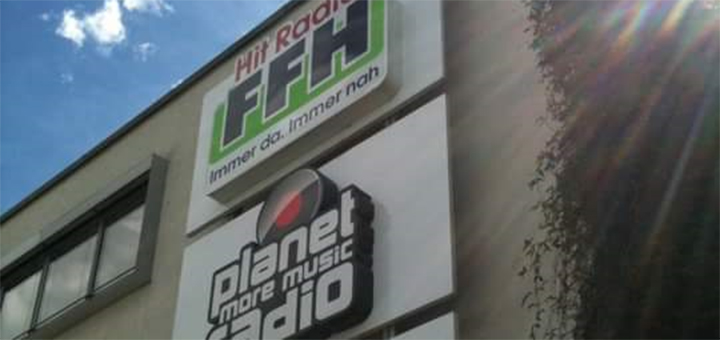 Hit Radio
FFH
Immer da. Immer nah
planet
more music
radio